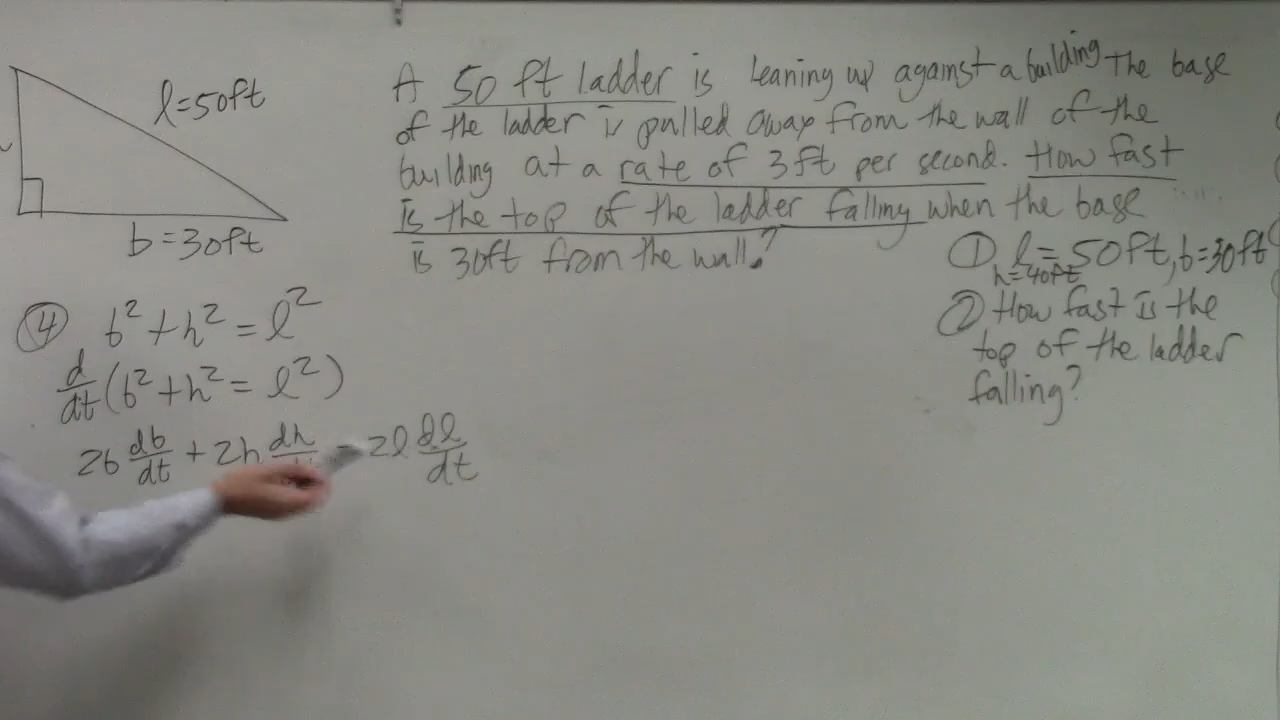 l=50ft
b=30ft
A 50 ft ladder is leaning up against a building The base
of the ladder is pulled away from the wall of the
building at a rate of 3ft per second. How fast
is the top of the ladder falling when the base
is 30ft from the wall?
① l=50ft, b=30ft
h=40ft
② How fast is the
top of the ladder
falling?
④ b²+h²=l²
d/dt(b²+h²=l²)
2b db/dt + 2h dh 2l dl/dt